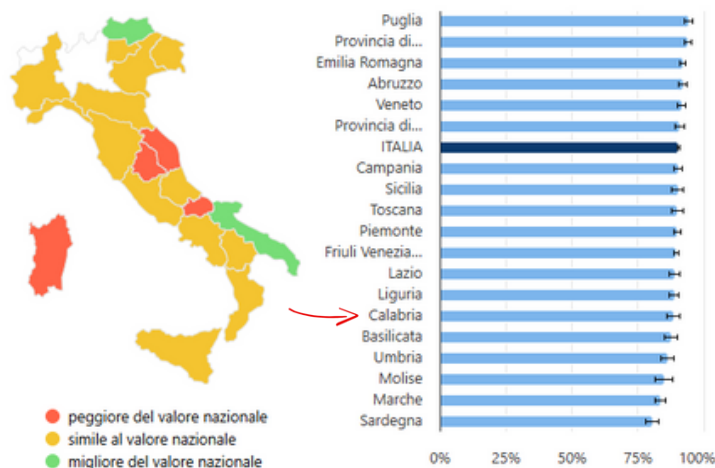 Puglia
Provincia di...
Emilia Romagna
Abruzzo
Veneto
Provincia di...
ITALIA
Campania
Sicilia
Toscana
Piemonte
Friuli Venezia...
Lazio
Liguria
Calabria
Basilicata
Umbria
Molise
Marche
Sardegna
0% 25% 50% 75% 100%
peggiore del valore nazionale
simile al valore nazionale
migliore del valore nazionale